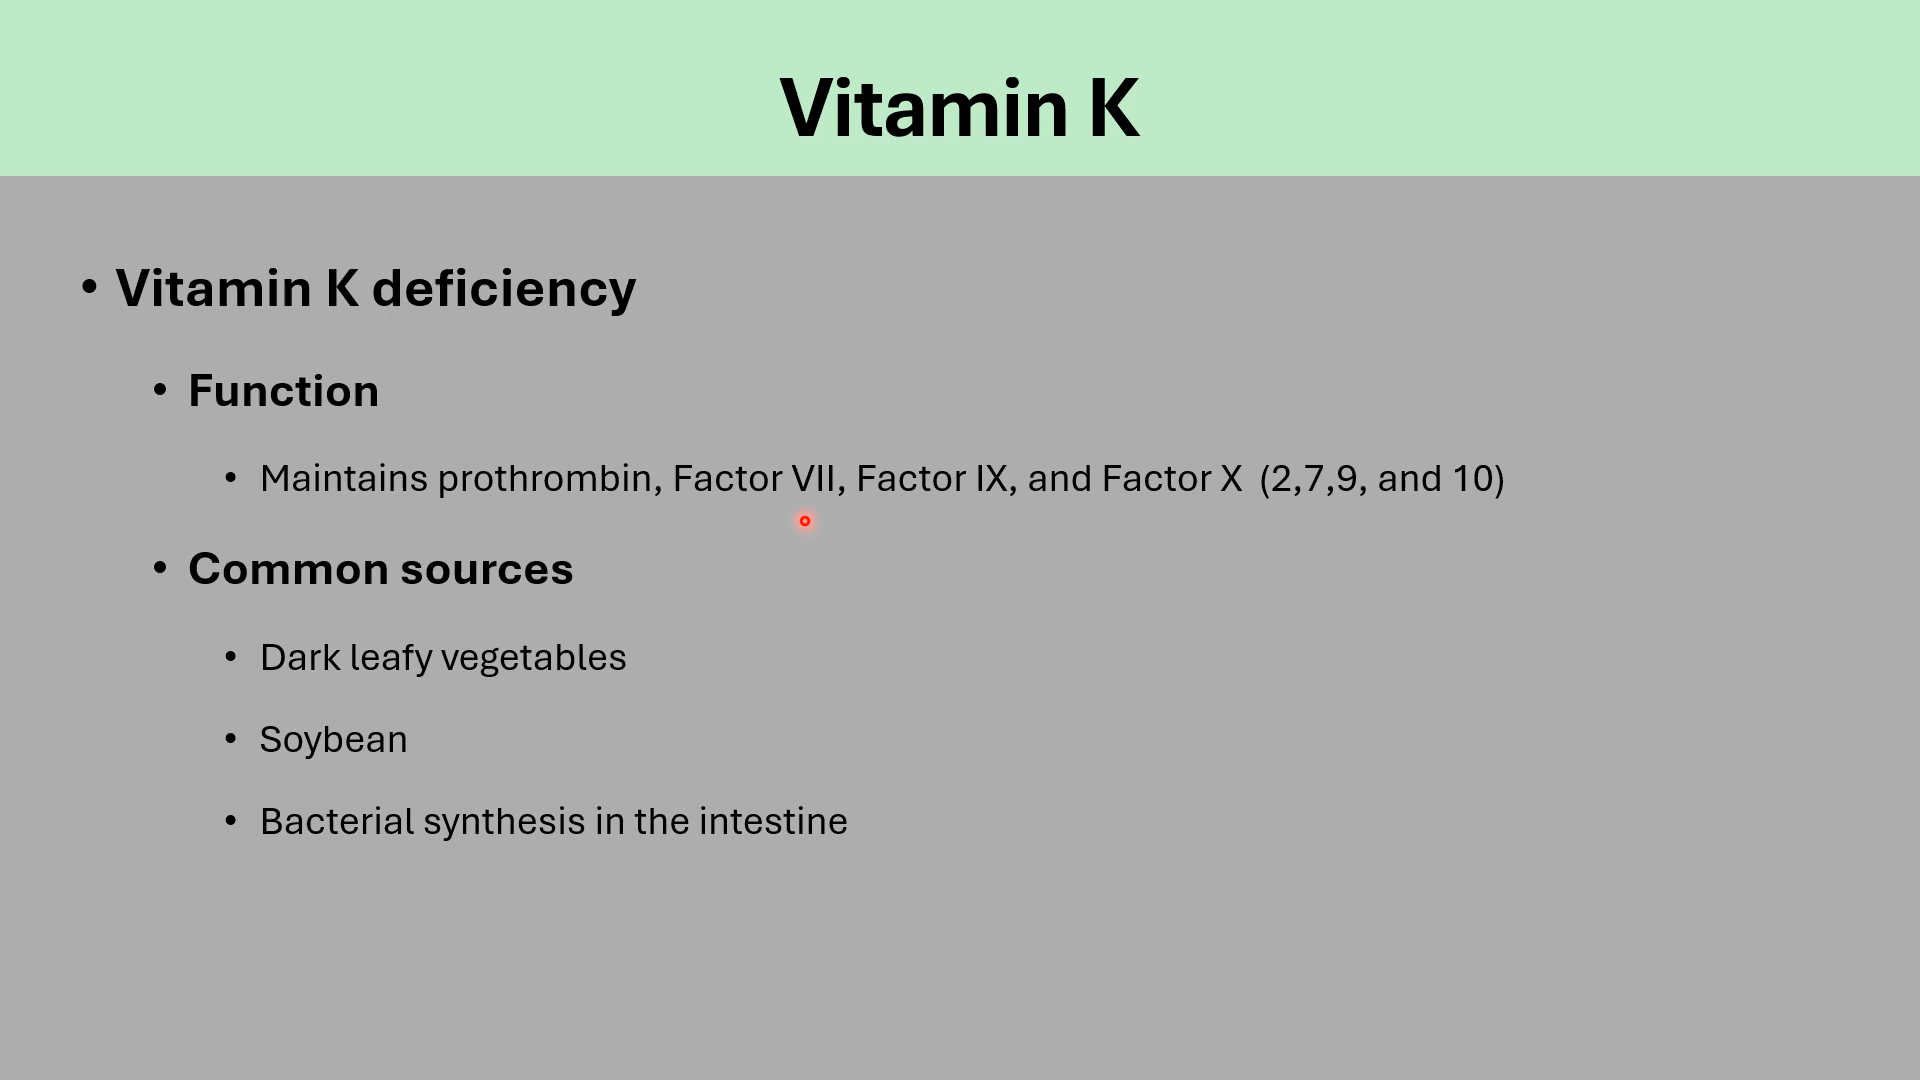 Vitamin K
• Vitamin K deficiency
• Function
• Maintains prothrombin, Factor VII, Factor IX, and Factor X  (2,7,9, and 10)
• Common sources
• Dark leafy vegetables
• Soybean
• Bacterial synthesis in the intestine